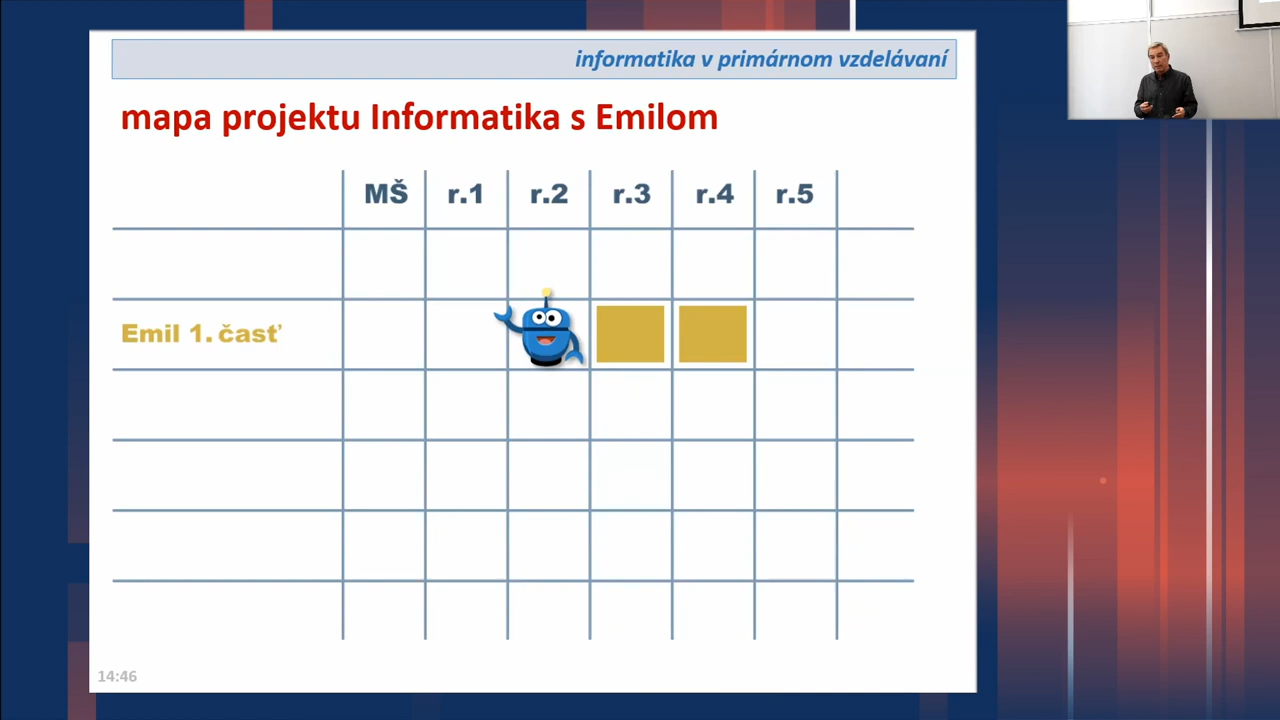 informatika v primárnom vzdelávaní
mapa projektu Informatika s Emilom
MŠ r.1 r.2 r.3 r.4 r.5
Emil 1. časť
14:46